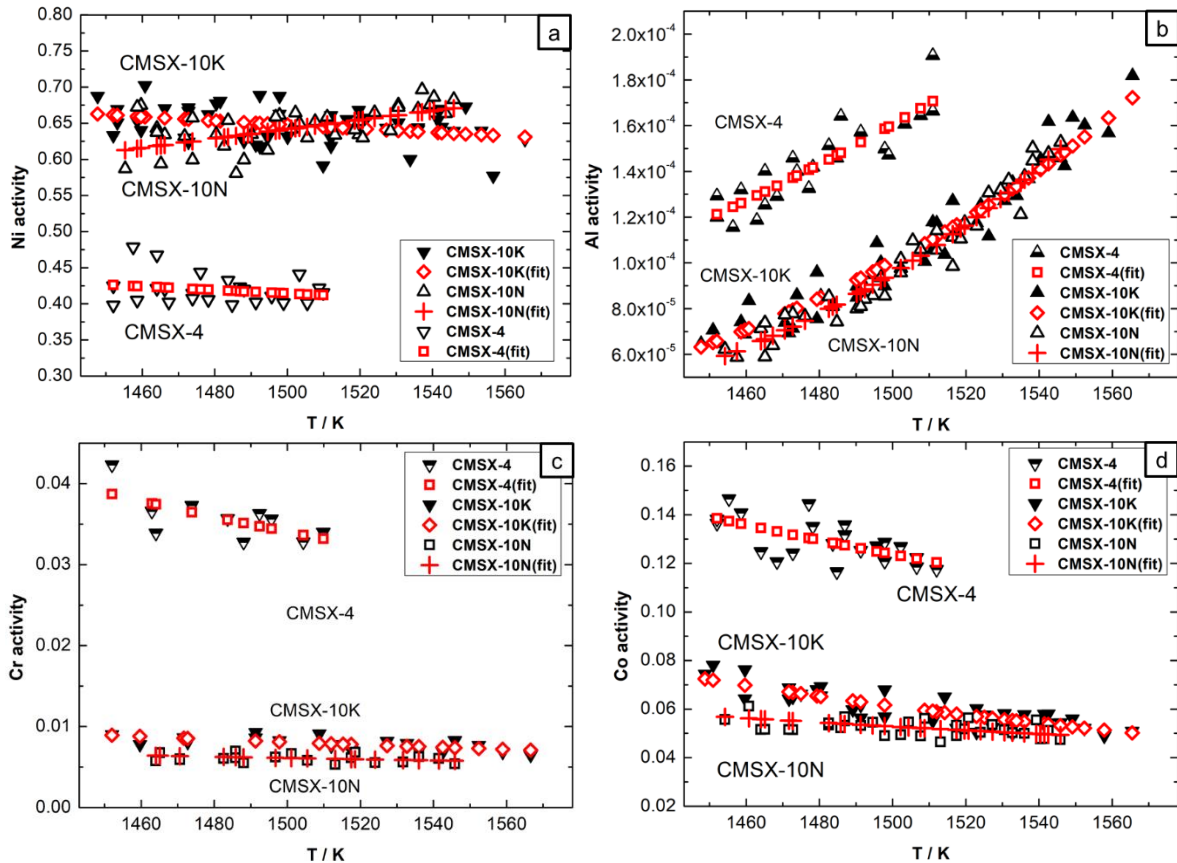 a
0.80
0.75
0.70
0.65
0.60
0.55
0.50
0.45
0.40
0.35
0.30
Ni activity
CMSX-10K
CMSX-10N
CMSX-4
CMSX-10K
CMSX-10K(fit)
CMSX-10N
CMSX-10N(fit)
CMSX-4
CMSX-4(fit)
1460 1480 1500 1520 1540 1560
T / K
b
2.0x10⁻⁴
1.8x10⁻⁴
1.6x10⁻⁴
1.4x10⁻⁴
1.2x10⁻⁴
1.0x10⁻⁴
8.0x10⁻⁵
6.0x10⁻⁵
Al activity
CMSX-4
CMSX-10K
CMSX-10N
CMSX-4
CMSX-4(fit)
CMSX-10K
CMSX-10K(fit)
CMSX-10N
CMSX-10N(fit)
1460 1480 1500 1520 1540 1560
T / K
c
0.04
0.03
0.02
0.01
0.00
Cr activity
CMSX-4
CMSX-4(fit)
CMSX-10K
CMSX-10K(fit)
CMSX-10N
CMSX-10N(fit)
CMSX-4
CMSX-10K
CMSX-10N
1460 1480 1500 1520 1540 1560
T / K
d
0.16
0.14
0.12
0.10
0.08
0.06
0.04
0.02
Co activity
CMSX-4
CMSX-4(fit)
CMSX-10K
CMSX-10K(fit)
CMSX-10N
CMSX-10N(fit)
CMSX-4
CMSX-10K
CMSX-10N
1460 1480 1500 1520 1540 1560
T / K